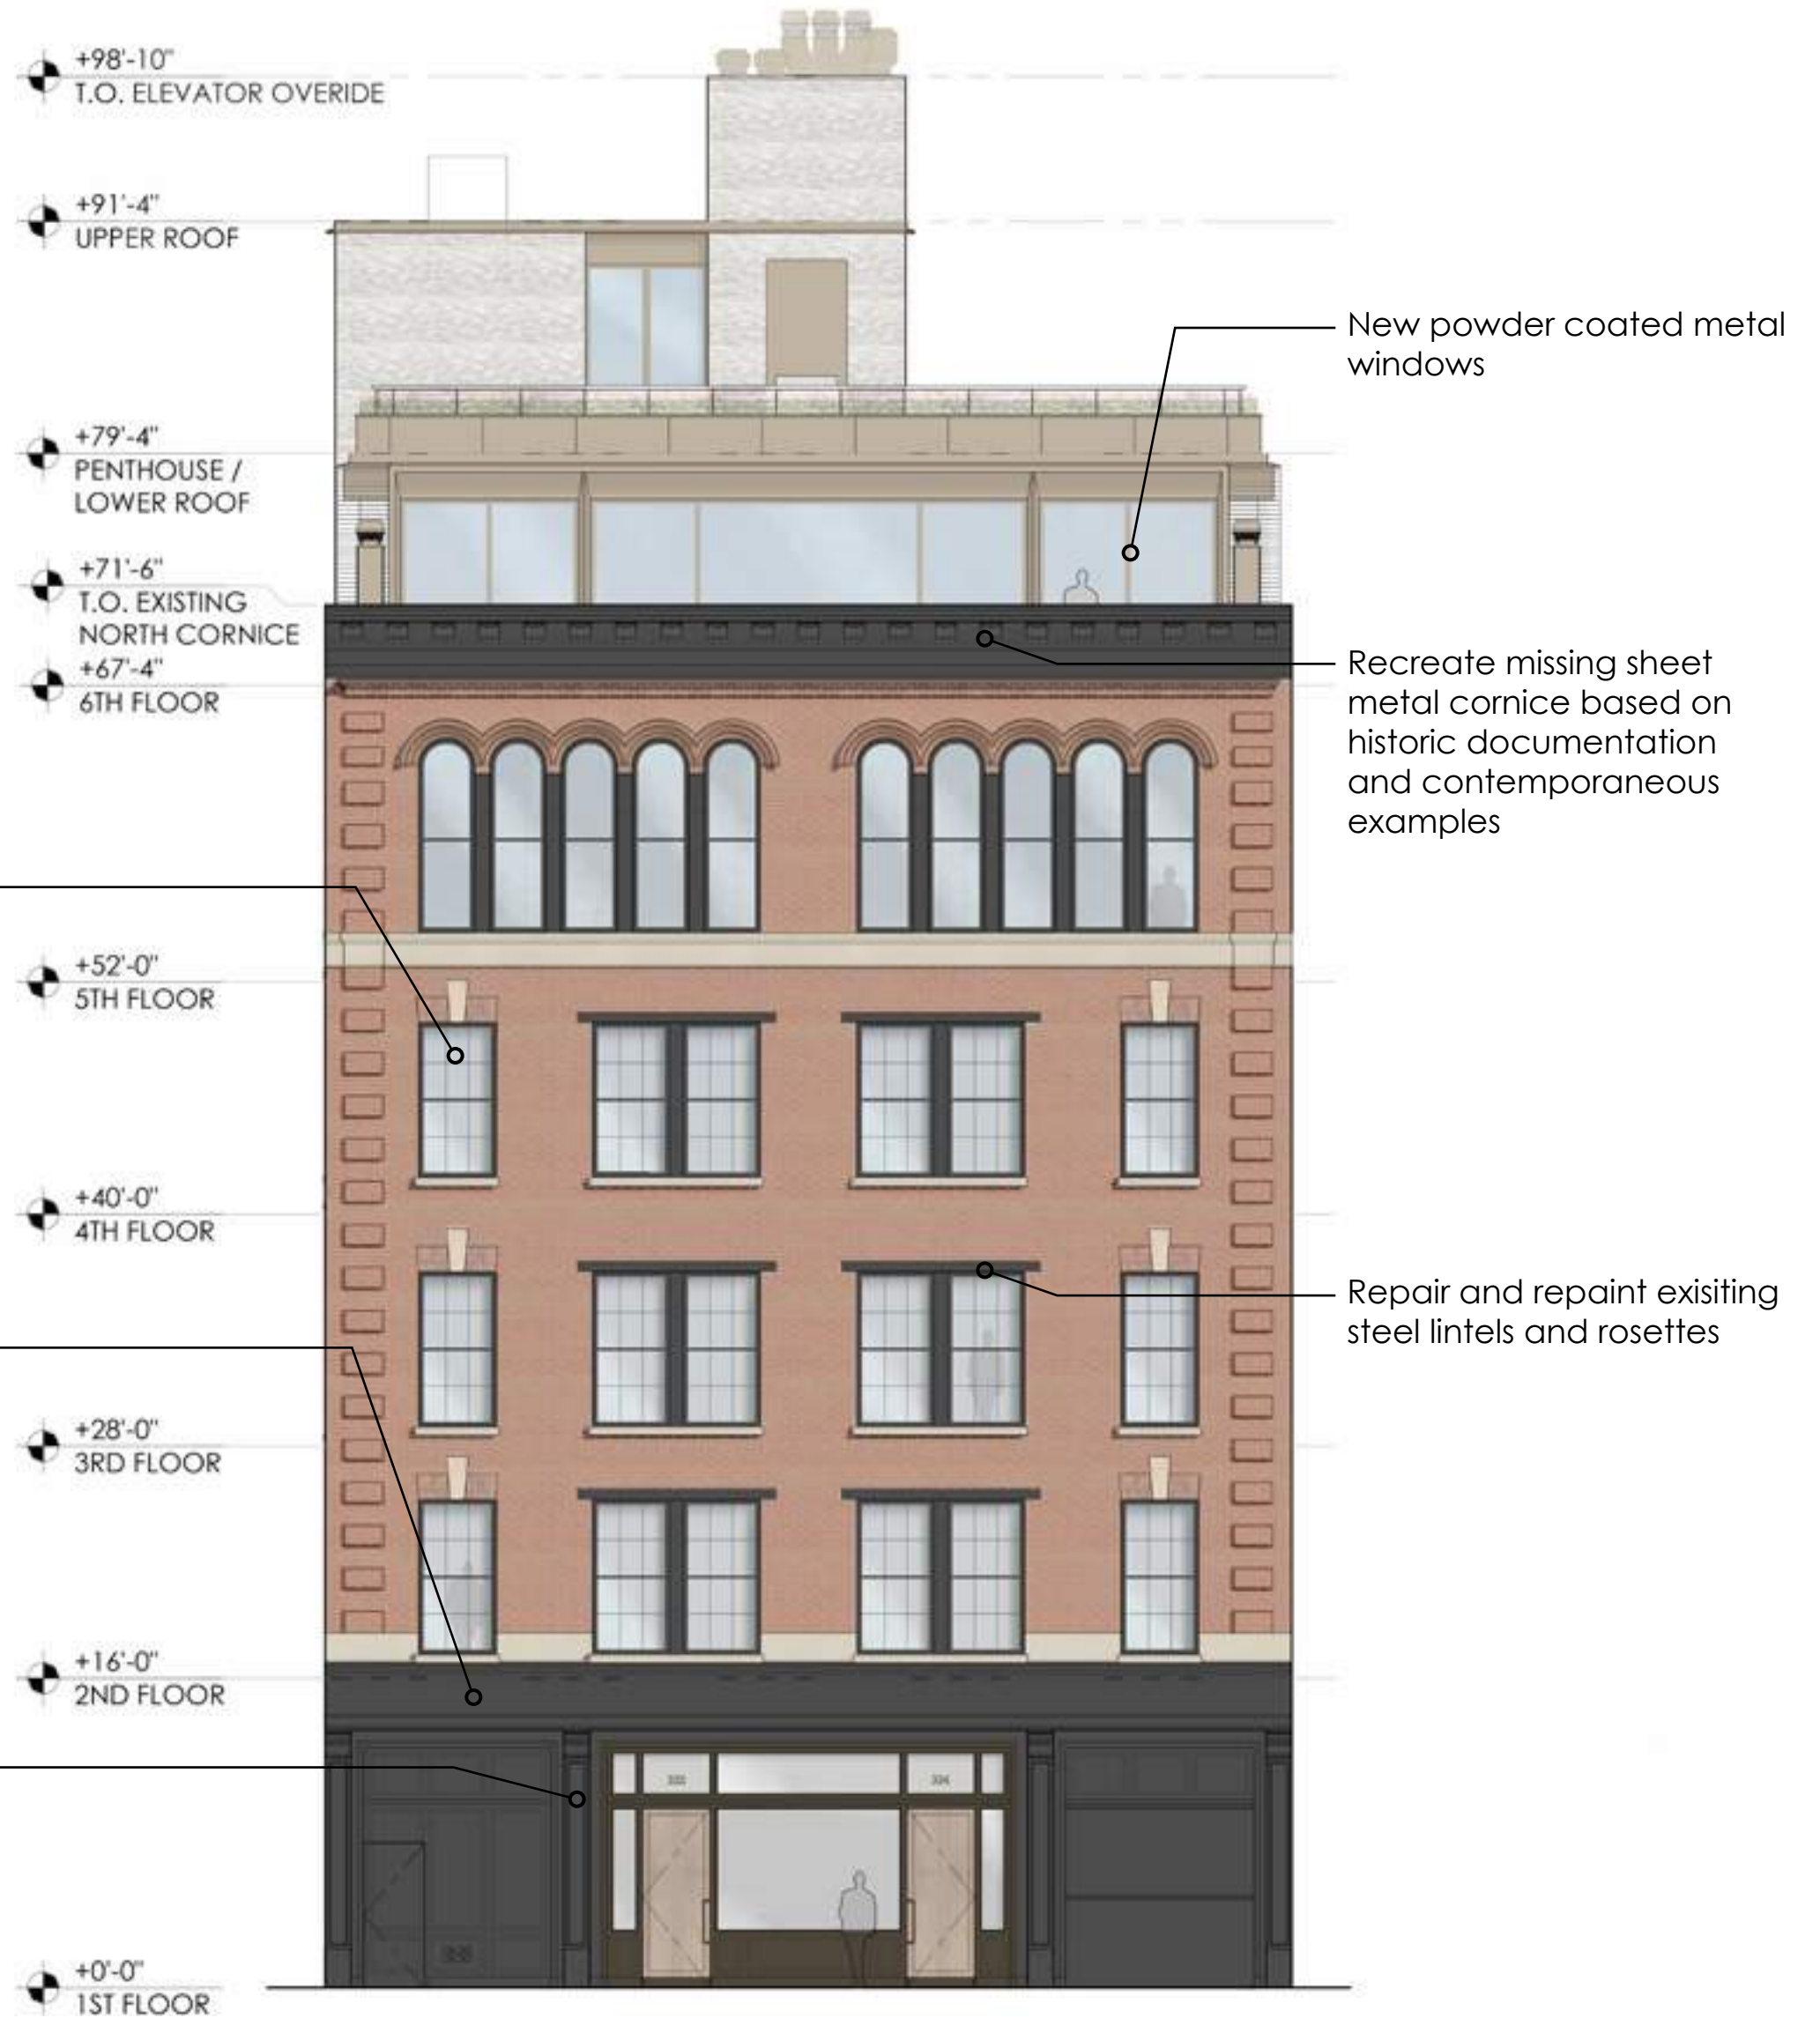 +98'-10"
T.O. ELEVATOR OVERIDE
+91'-4"
UPPER ROOF
New powder coated metal
windows
+79'-4"
PENTHOUSE /
LOWER ROOF
+71'-6"
T.O. EXISTING
NORTH CORNICE
+67'-4"
6TH FLOOR
Recreate missing sheet
metal cornice based on
historic documentation
and contemporaneous
examples
+52'-0"
5TH FLOOR
+40'-0"
4TH FLOOR
Repair and repaint exisiting
steel lintels and rosettes
+28'-0"
3RD FLOOR
+16'-0"
2ND FLOOR
+0'-0"
1ST FLOOR